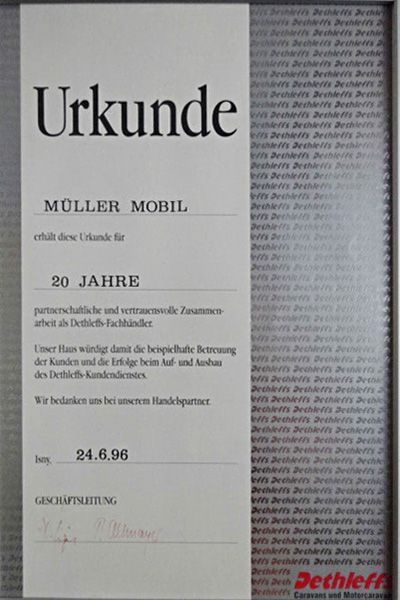 Urkunde
MÜLLER MOBIL
erhält diese Urkunde für
20 JAHRE
partnerschaftliche und vertrauensvolle Zusammen-
arbeit als Dethleffs-Fachhändler.
Unser Haus würdigt damit die beispielhafte Betreuung
der Kunden und die Erfolge beim Auf- und Ausbau
des Dethleffs-Kundendienstes.
Wir bedanken uns bei unserem Handelspartner.
Isny, 24.6.96
GESCHÄFTSLEITUNG
Dethleffs
Caravans und Motorcaravans